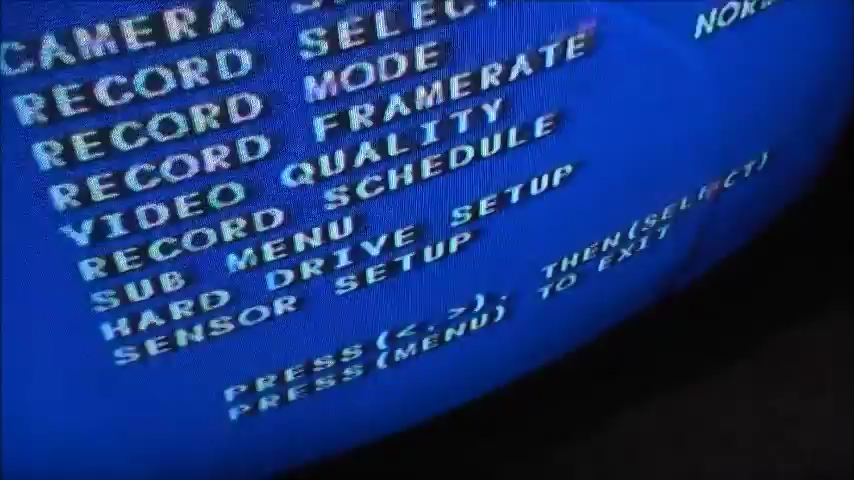 CAMERA
RECORD SELECT
RECORD MODE
RECORD FRAMERATE
VIDEO QUALITY
RECORD SCHEDULE
SUB MENU
HARD DRIVE SETUP
SENSOR SETUP
PRESS(<,>), THEN(SELECT)
PRESS(MENU) TO EXIT